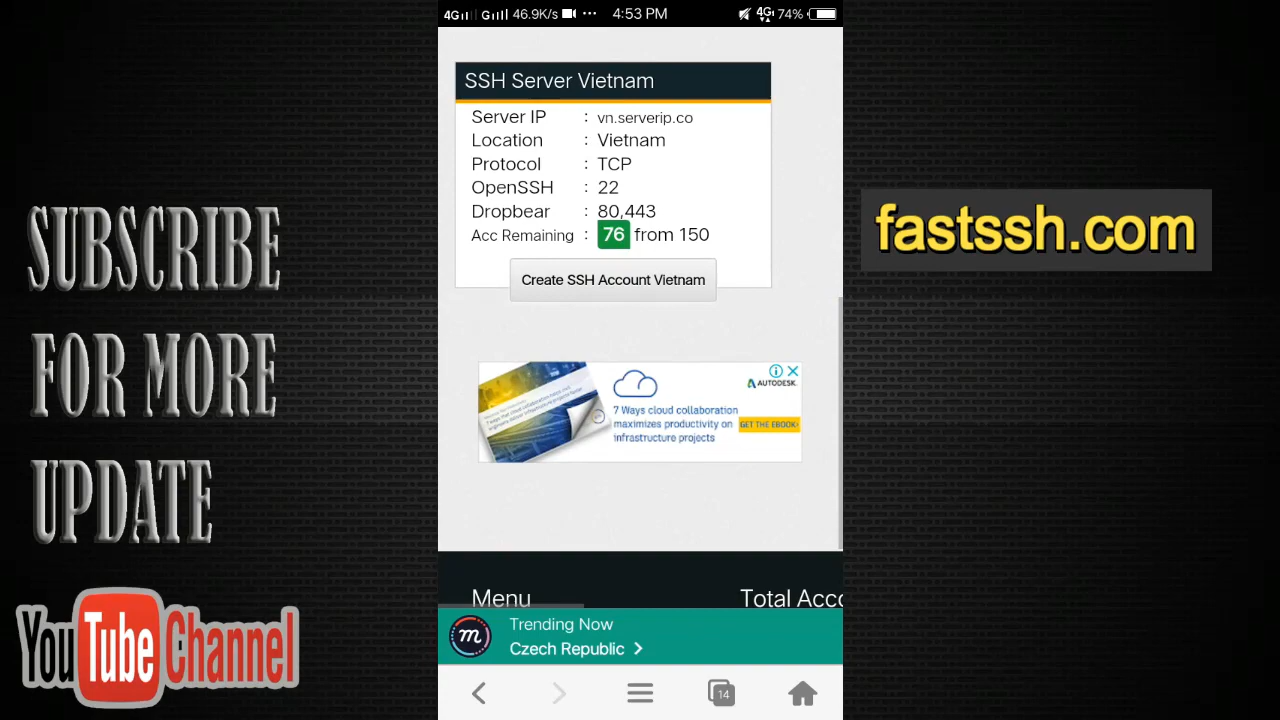 4G G 46.9K/s ... 4:53 PM 4G 74%
SSH Server Vietnam
Server IP : vn.serverip.co
Location : Vietnam
Protocol : TCP
OpenSSH : 22
Dropbear : 80,443
Acc Remaining : 76 from 150
Create SSH Account Vietnam
7 Ways cloud collaboration
maximizes productivity on
infrastructure projects
AUTODESK.
GET THE EBOOK›
Menu
Total Acco
m
Trending Now
Czech Republic >
14
SUBSCRIBE
FOR MORE
UPDATE
YouTube Channel
fastssh.com